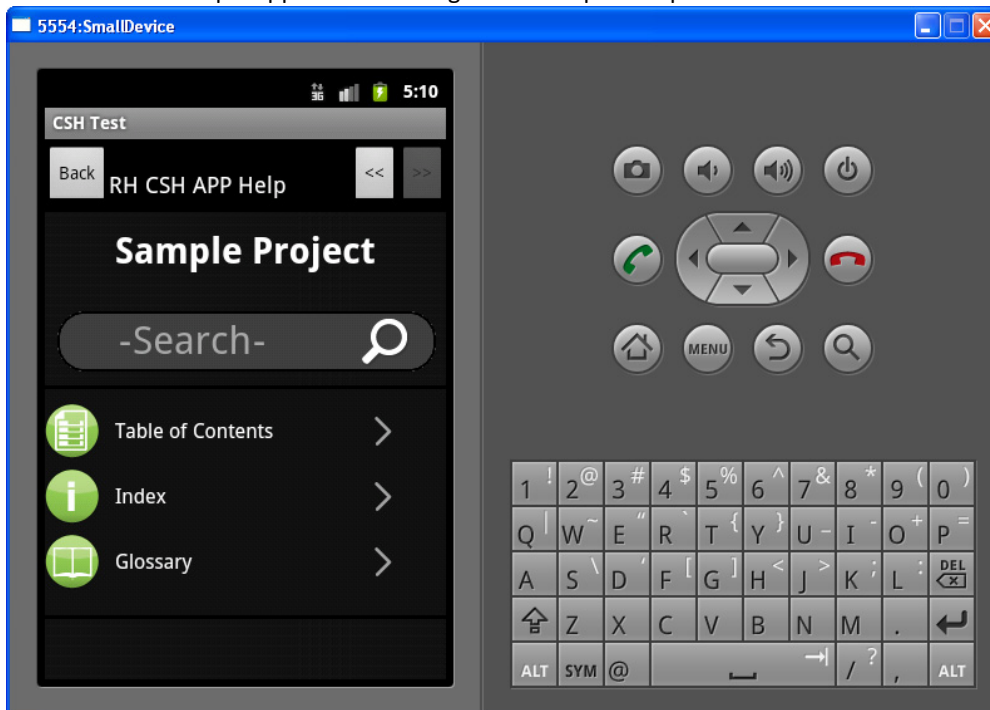 5554:SmallDevice
3G 5:10
CSH Test
Back RH CSH APP Help << >>
Sample Project
-Search-
Table of Contents
Index
Glossary
MENU
1 ! 2 @ 3 # 4 $ 5 % 6 ^ 7 & 8 * 9 ( 0 )
Q | W ~ E " R ` T { Y } U _ I - O + P =
A S \ D ' F [ G ] H < J > K ; L : DEL
Z X C V B N M .
ALT SYM @ / ? , ALT